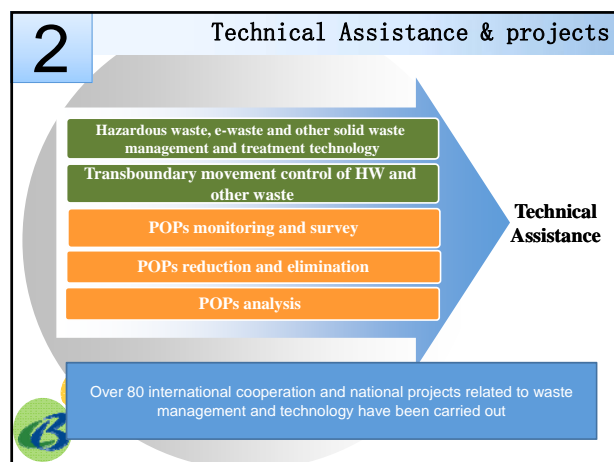 2
Technical Assistance & projects
Hazardous waste, e-waste and other solid waste
management and treatment technology
Transboundary movement control of HW and
other waste
POPs monitoring and survey
POPs reduction and elimination
POPs analysis
Technical
Assistance
Over 80 international cooperation and national projects related to waste
management and technology have been carried out